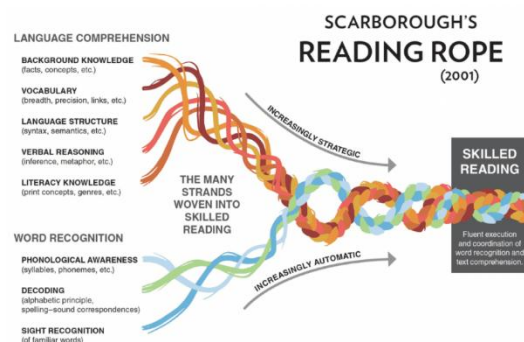 SCARBOROUGH'S
READING ROPE
(2001)
LANGUAGE COMPREHENSION
BACKGROUND KNOWLEDGE
(facts, concepts, etc.)
VOCABULARY
(breadth, precision, links, etc.)
LANGUAGE STRUCTURE
(syntax, semantics, etc.)
VERBAL REASONING
(inference, metaphor, etc.)
LITERACY KNOWLEDGE
(print concepts, genres, etc.)
THE MANY
STRANDS
WOVEN INTO
SKILLED
READING
INCREASINGLY STRATEGIC
SKILLED
READING
Fluent execution
and coordination of
word recognition and
text comprehension.
WORD RECOGNITION
PHONOLOGICAL AWARENESS
(syllables, phonemes, etc.)
DECODING
(alphabetic principle,
spelling–sound correspondences)
SIGHT RECOGNITION
(of familiar words)
INCREASINGLY AUTOMATIC